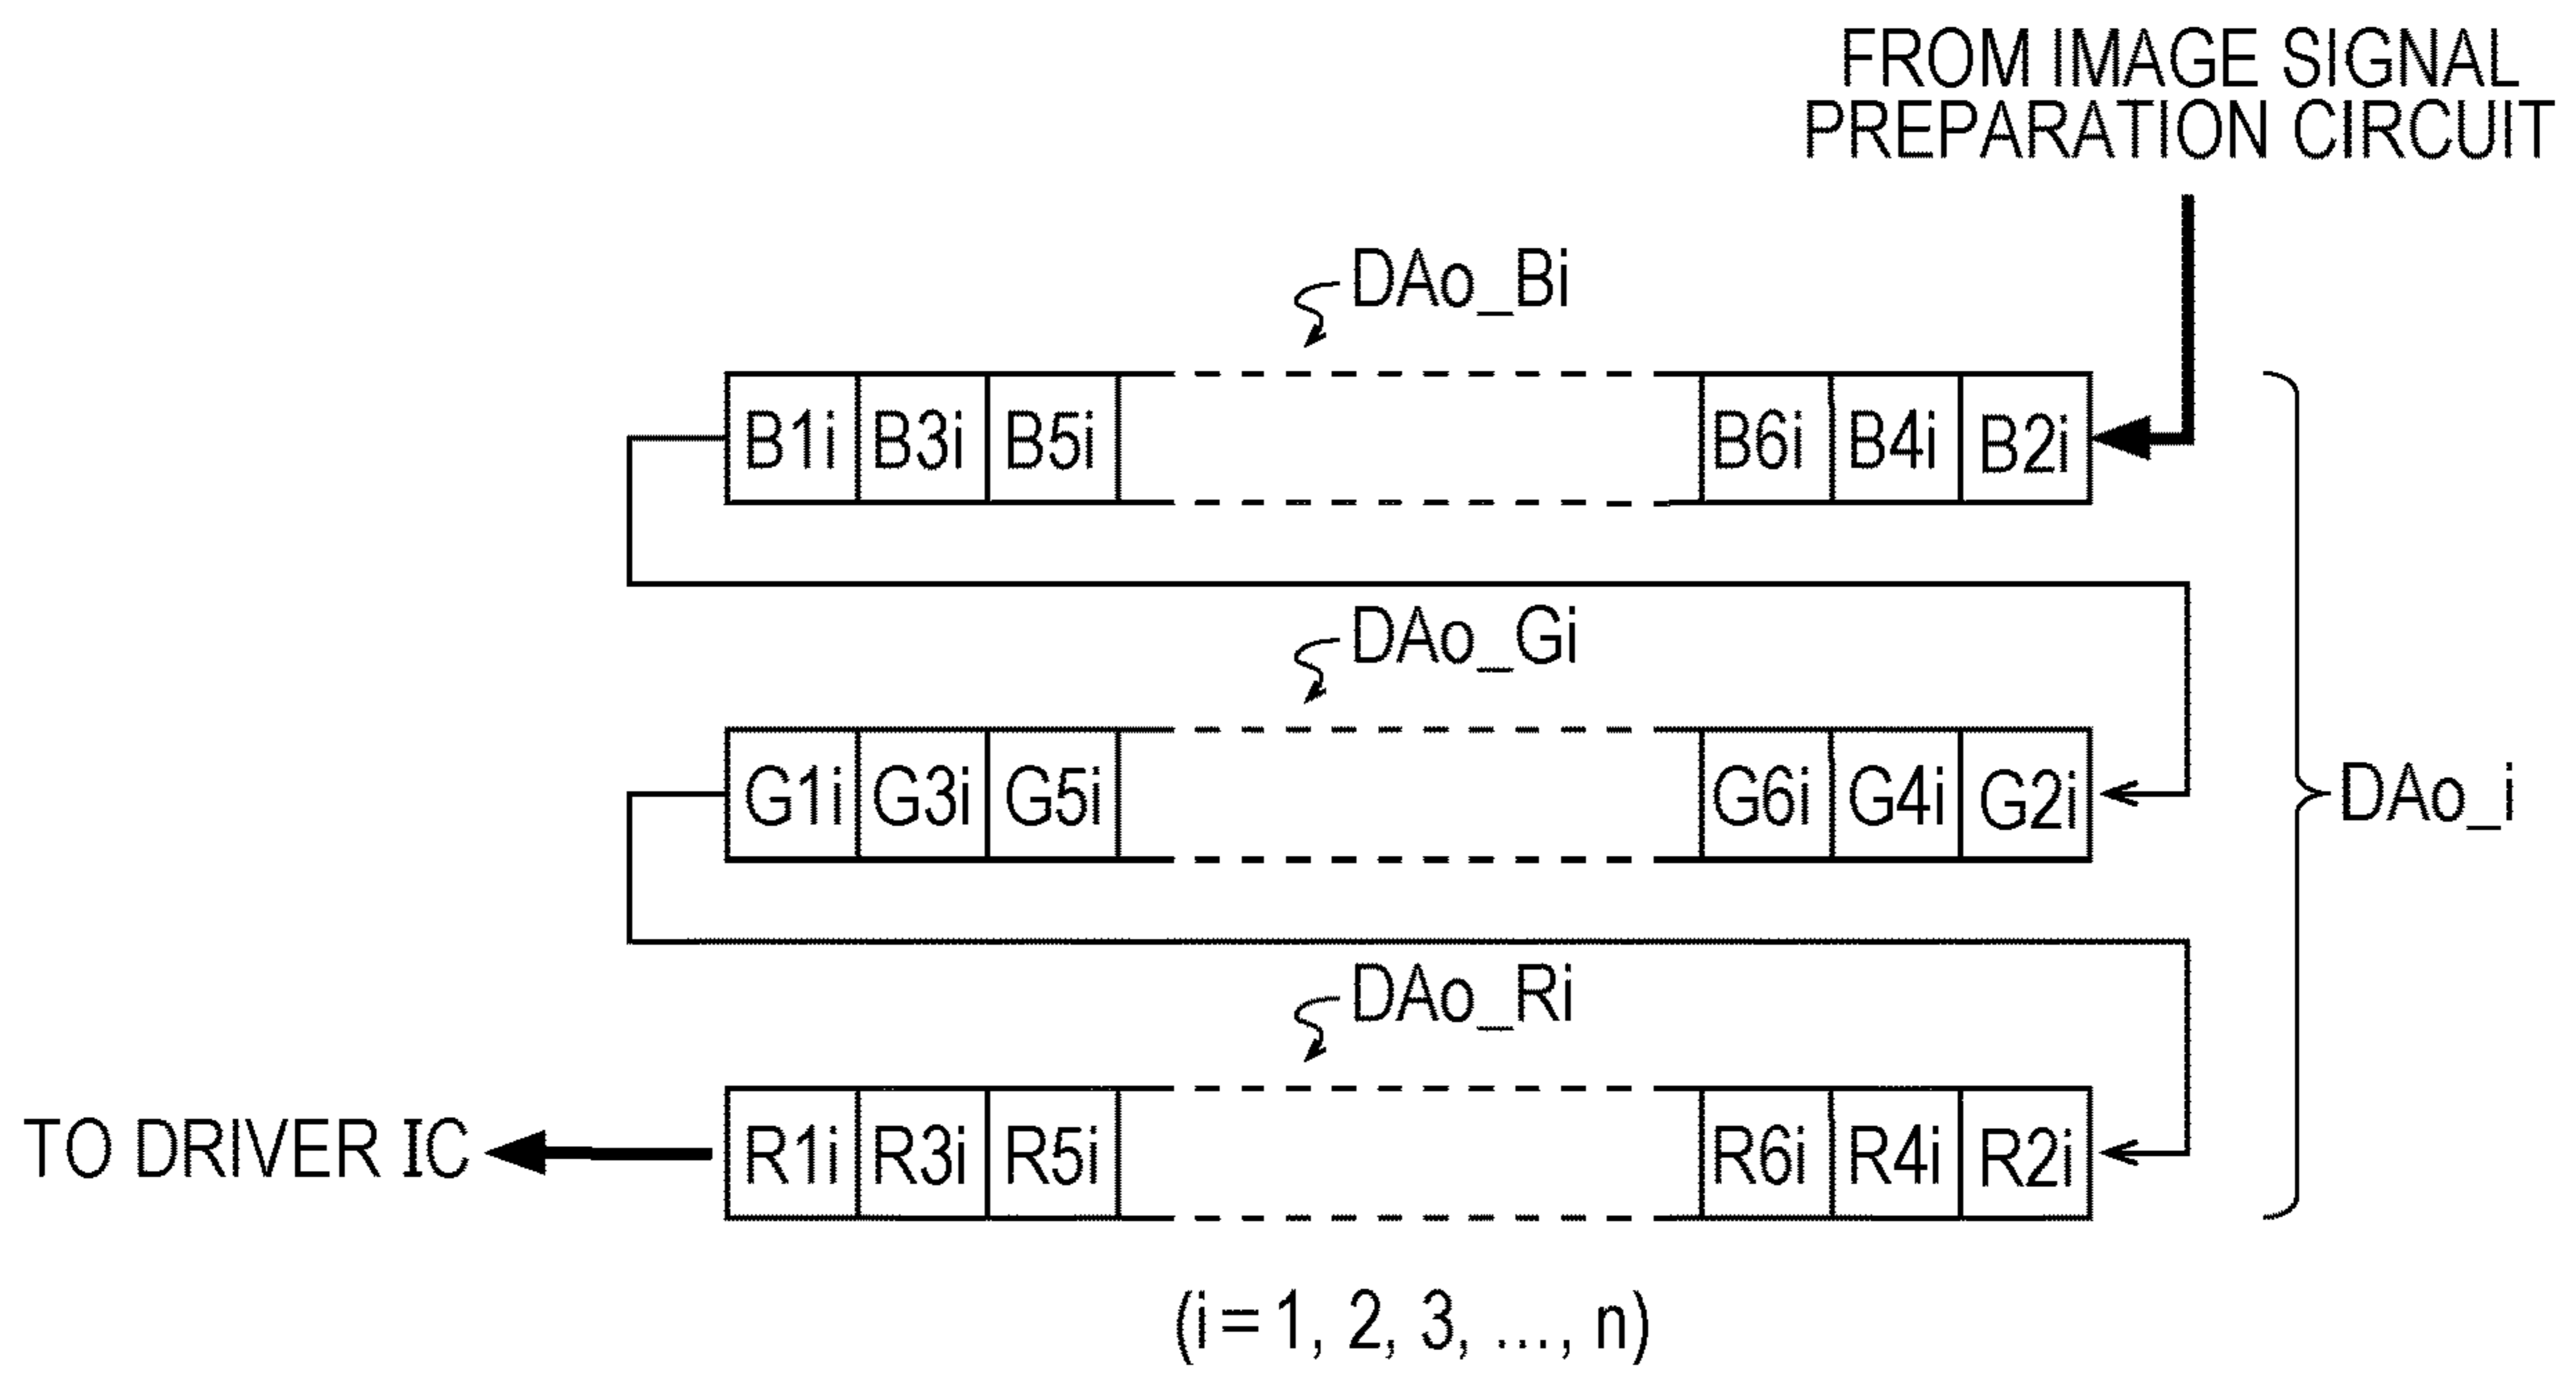 FROM IMAGE SIGNAL
PREPARATION CIRCUIT
DAo_Bi
B1i B3i B5i B6i B4i B2i
DAo_Gi
G1i G3i G5i G6i G4i G2i
DAo_i
DAo_Ri
TO DRIVER IC R1i R3i R5i R6i R4i R2i
(i = 1, 2, 3, ..., n)